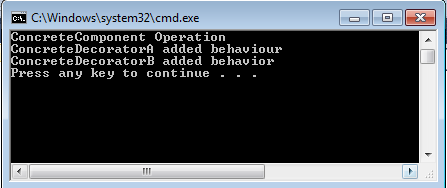 C:\Windows\system32\cmd.exe
ConcreteComponent Operation
ConcreteDecoratorA added behaviour
ConcreteDecoratorB added behavior
Press any key to continue . . .